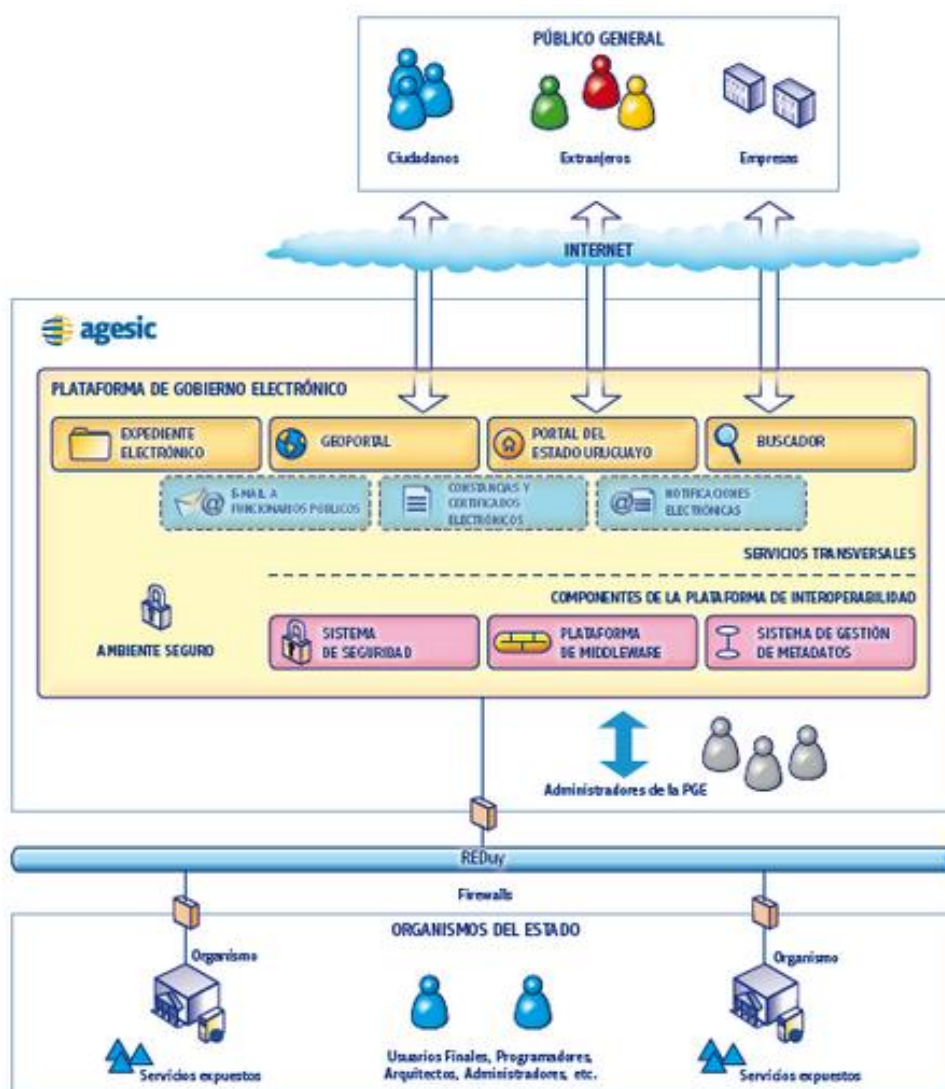 PÚBLICO GENERAL
Ciudadanos
Extranjeros
Empresas
INTERNET
agesic
PLATAFORMA DE GOBIERNO ELECTRÓNICO
EXPEDIENTE
ELECTRÓNICO
GEOPORTAL
PORTAL DEL
ESTADO URUGUAYO
BUSCADOR
E-MAIL A
FUNCIONARIOS PÚBLICOS
CONSTANCIAS Y
CERTIFICADOS
ELECTRÓNICOS
NOTIFICACIONES
ELECTRÓNICAS
SERVICIOS TRANSVERSALES
COMPONENTES DE LA PLATAFORMA DE INTEROPERABILIDAD
AMBIENTE SEGURO
SISTEMA
DE SEGURIDAD
PLATAFORMA
DE MIDDLEWARE
SISTEMA DE GESTIÓN
DE METADATOS
Administradores de la PGE
REDuy
Firewalls
ORGANISMOS DEL ESTADO
Organismo
Organismo
Servicios expuestos
Usuarios Finales, Programadores,
Arquitectos, Administradores, etc.
Servicios expuestos